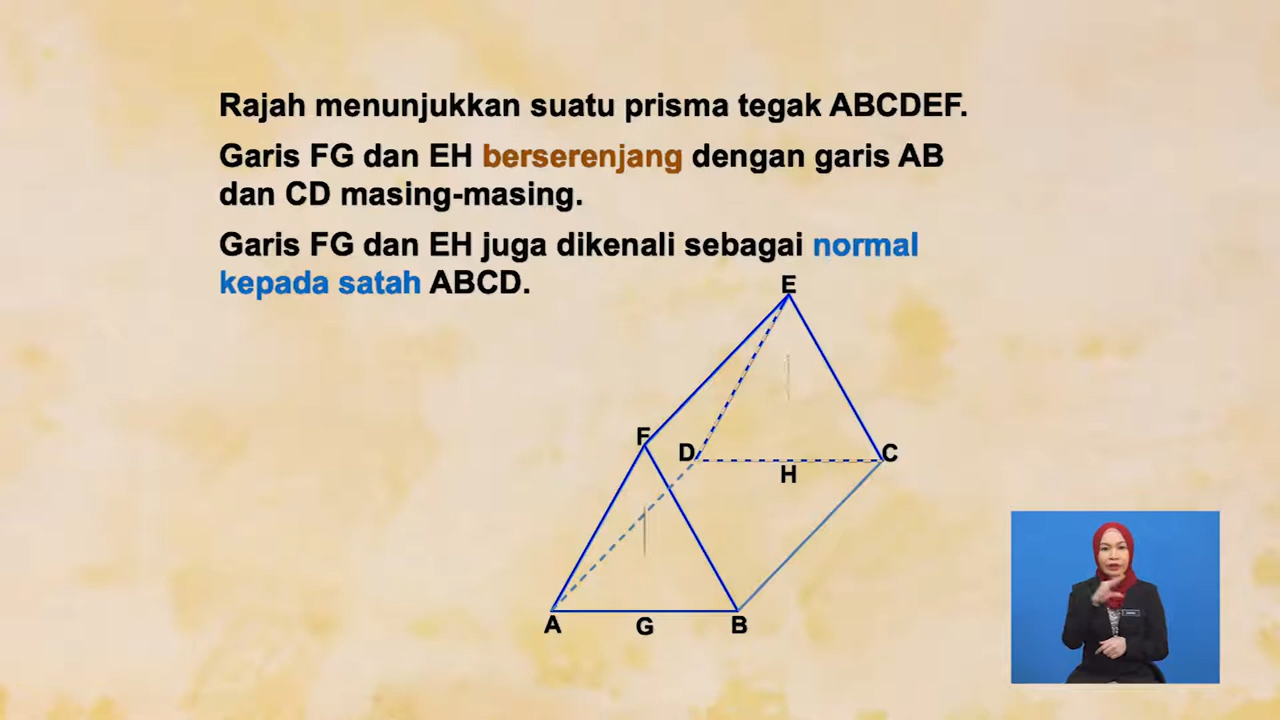 Rajah menunjukkan suatu prisma tegak ABCDEF.
Garis FG dan EH berserenjang dengan garis AB
dan CD masing-masing.
Garis FG dan EH juga dikenali sebagai normal
kepada satah ABCD.
E
F
D
C
H
A
G
B